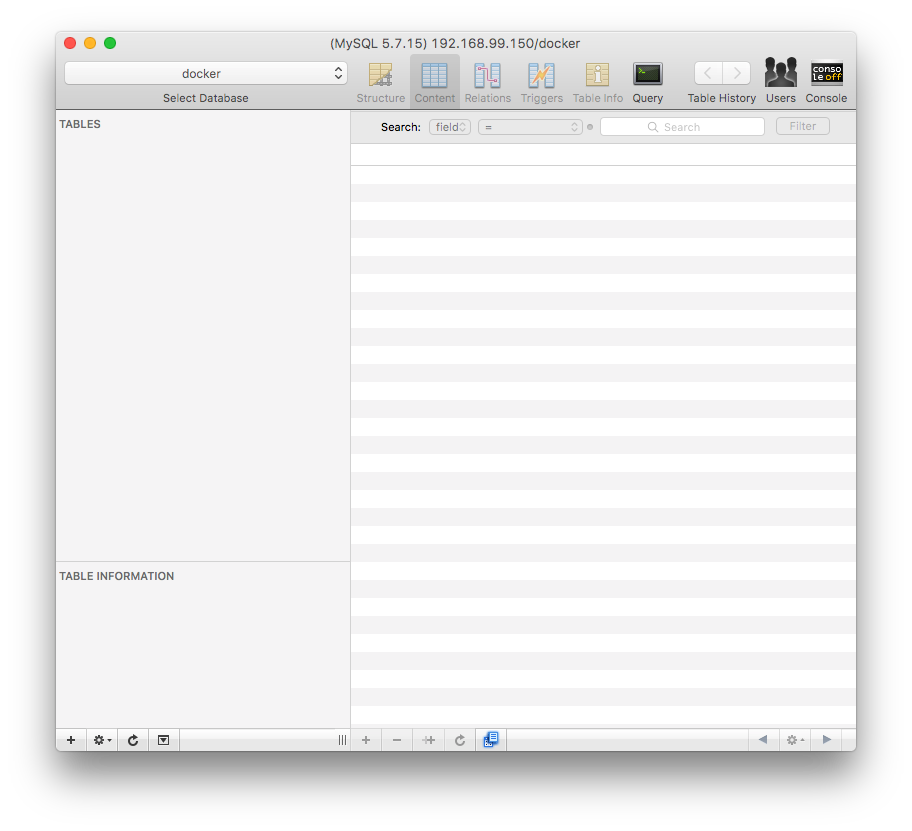 (MySQL 5.7.15) 192.168.99.150/docker
docker
Select Database
Structure
Content
Relations
Triggers
Table Info
Query
Table History
Users
conso
le off
Console
TABLES
Search:
field
=
Search
Filter
TABLE INFORMATION